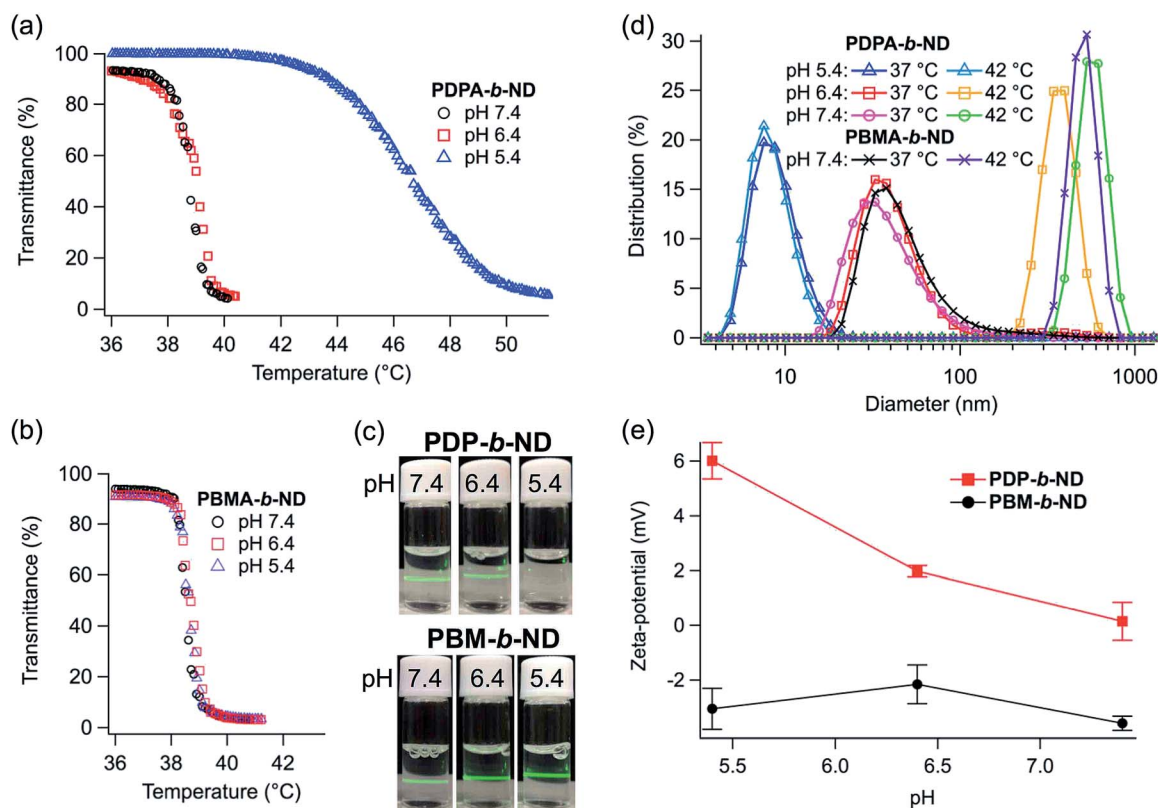 (a)
100
80
60
40
20
0
Transmittance (%)
PDPA-b-ND
pH 7.4
pH 6.4
pH 5.4
36 38 40 42 44 46 48 50
Temperature (°C)
(b)
100
80
60
40
20
0
Transmittance (%)
PBMA-b-ND
pH 7.4
pH 6.4
pH 5.4
36 38 40 42
Temperature (°C)
(c)
PDP-b-ND
pH 7.4 6.4 5.4
PBM-b-ND
pH 7.4 6.4 5.4
(d)
30
25
20
15
10
5
0
Distribution (%)
PDPA-b-ND
pH 5.4: 37 °C 42 °C
pH 6.4: 37 °C 42 °C
pH 7.4: 37 °C 42 °C
PBMA-b-ND
pH 7.4: 37 °C 42 °C
10 100 1000
Diameter (nm)
(e)
6
4
2
0
-2
Zeta-potential (mV)
PDP-b-ND
PBM-b-ND
5.5 6.0 6.5 7.0
pH